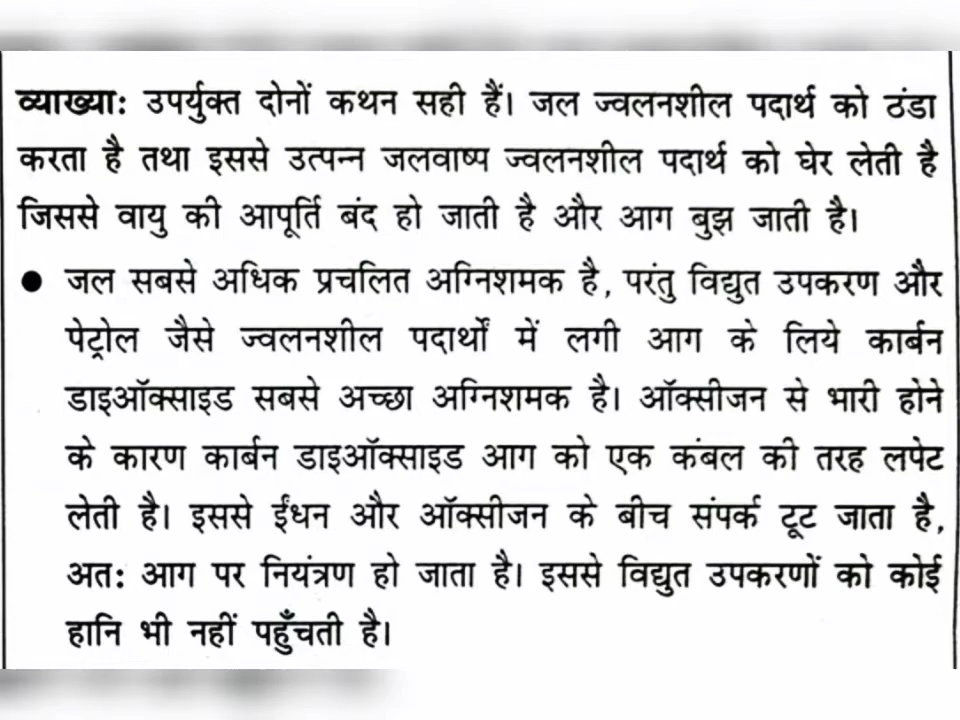 व्याख्या: उपर्युक्त दोनों कथन सही हैं। जल ज्वलनशील पदार्थ को ठंडा
करता है तथा इससे उत्पन्न जलवाष्प ज्वलनशील पदार्थ को घेर लेती है
जिससे वायु की आपूर्ति बंद हो जाती है और आग बुझ जाती है।
● जल सबसे अधिक प्रचलित अग्निशमक है, परंतु विद्युत उपकरण और
पेट्रोल जैसे ज्वलनशील पदार्थों में लगी आग के लिये कार्बन
डाइऑक्साइड सबसे अच्छा अग्निशमक है। ऑक्सीजन से भारी होने
के कारण कार्बन डाइऑक्साइड आग को एक कंबल की तरह लपेट
लेती है। इससे ईंधन और ऑक्सीजन के बीच संपर्क टूट जाता है,
अत: आग पर नियंत्रण हो जाता है। इससे विद्युत उपकरणों को कोई
हानि भी नहीं पहुँचती है।